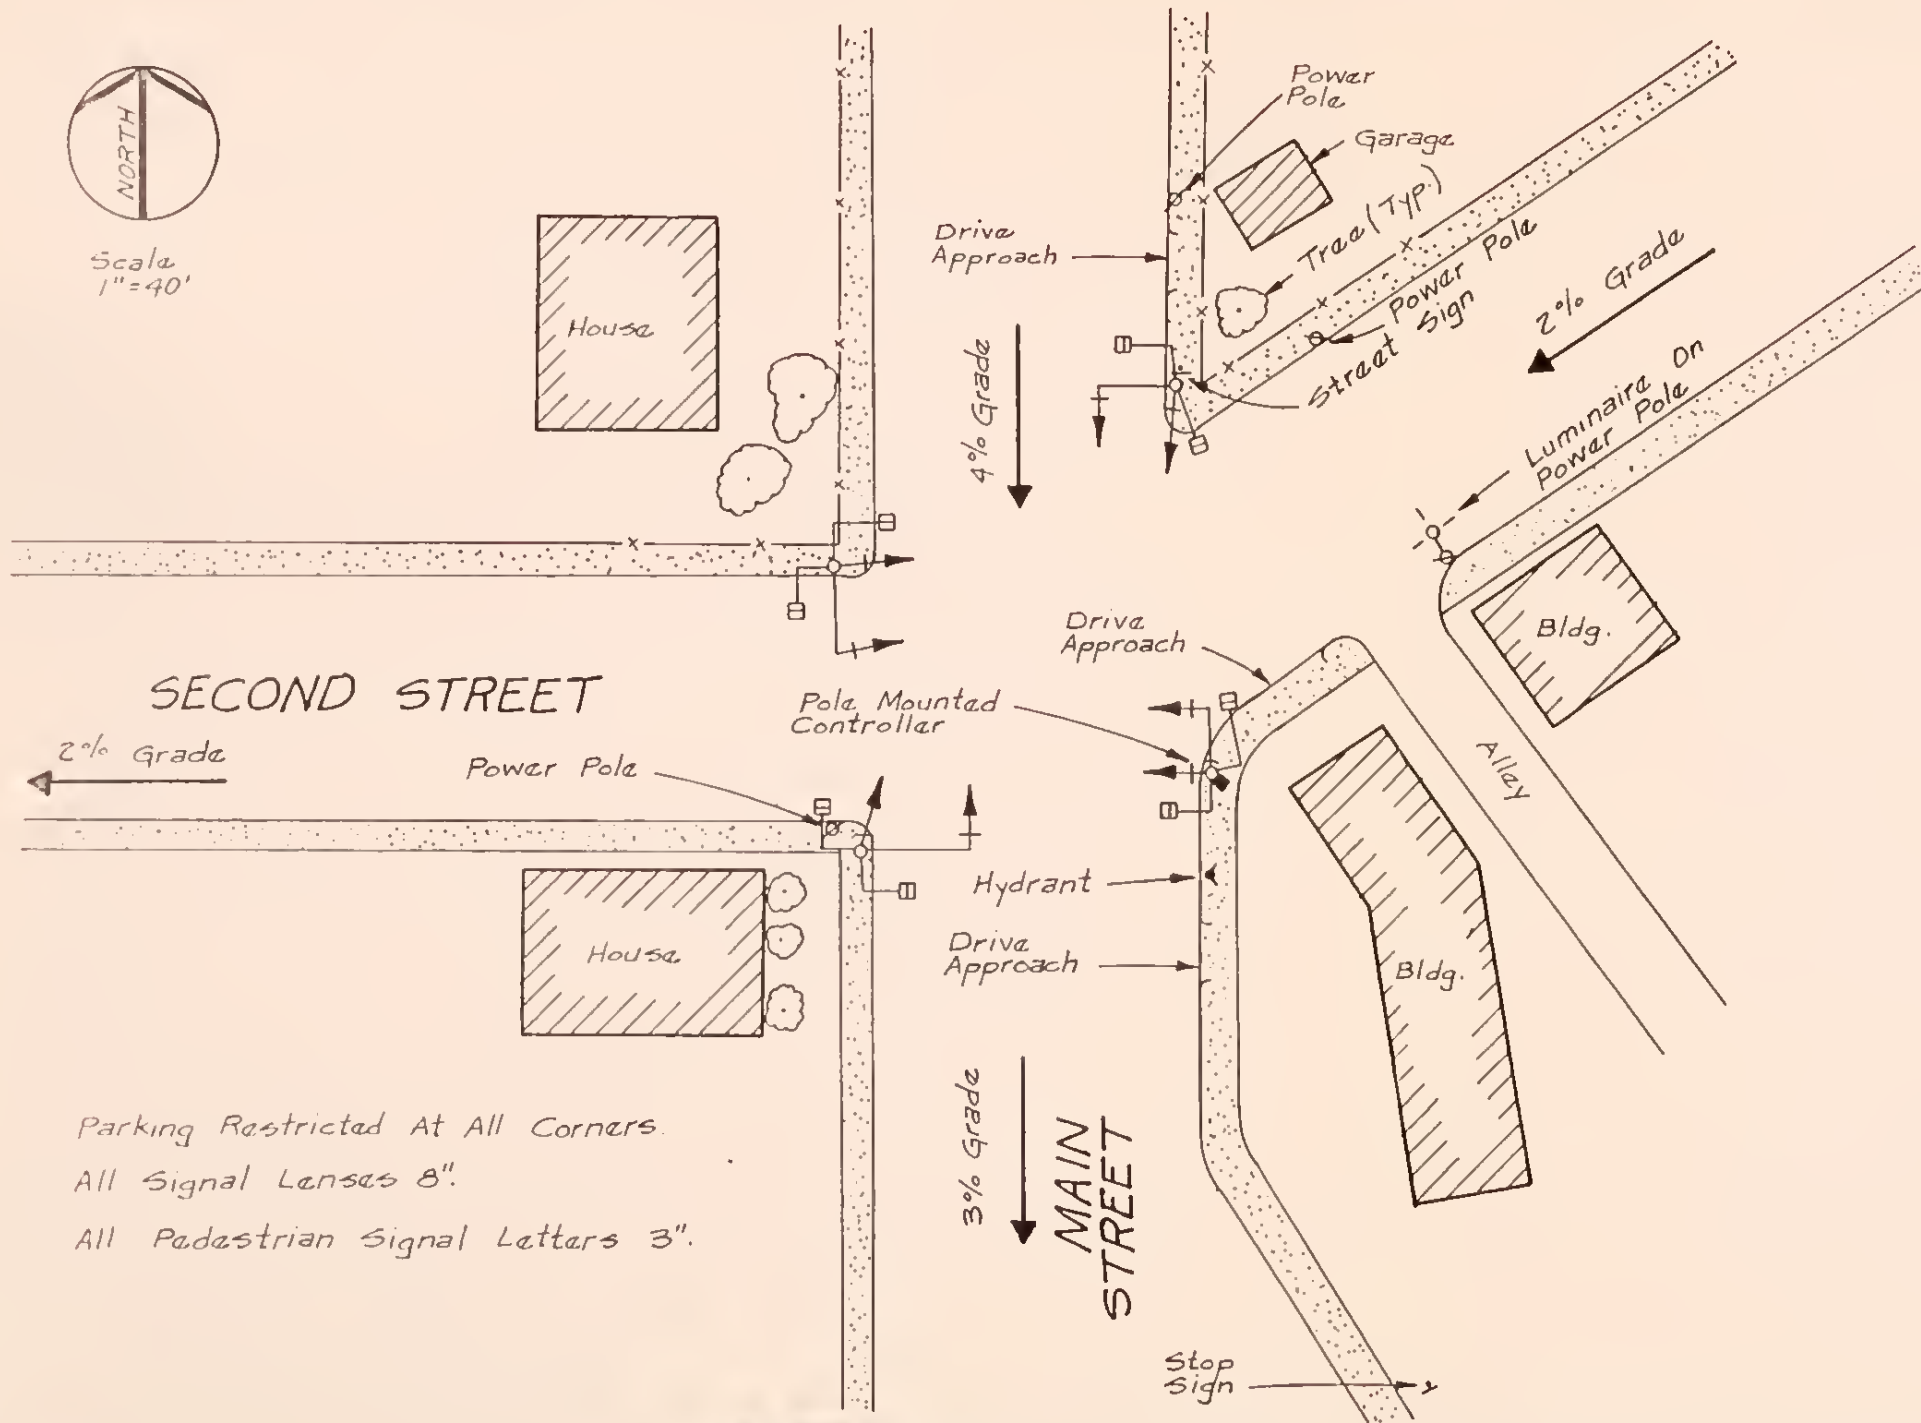 NORTH
Scale
1"=40'
House
Power
Pole
Garage
Tree (Typ.)
Drive
Approach
Power Pole
Street Sign
4% Grade
2% Grade
Luminaire On
Power Pole
Bldg.
Drive
Approach
SECOND STREET
2% Grade
Pole Mounted
Controller
Power Pole
Alley
Hydrant
House
Drive
Approach
Bldg.
3% Grade
MAIN
STREET
Parking Restricted At All Corners.
All Signal Lenses 8".
All Pedestrian Signal Letters 3".
Stop
Sign